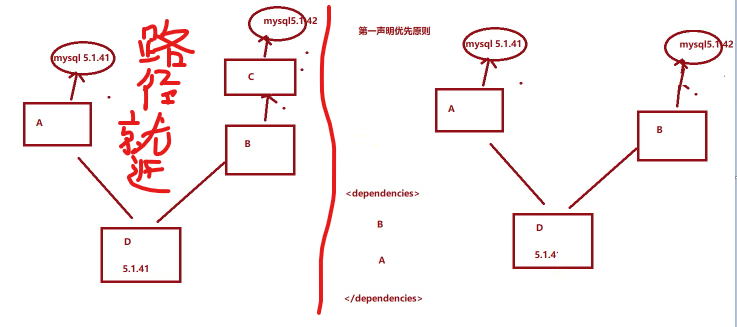 mysql 5.1.41
mysql5.1.42
路径就近
A
C
B
D
5.1.41
第一声明优先原则
mysql 5.1.41
mysql5.1.42
A
B
<dependencies>
B
A
</dependencies>
D
5.1.4